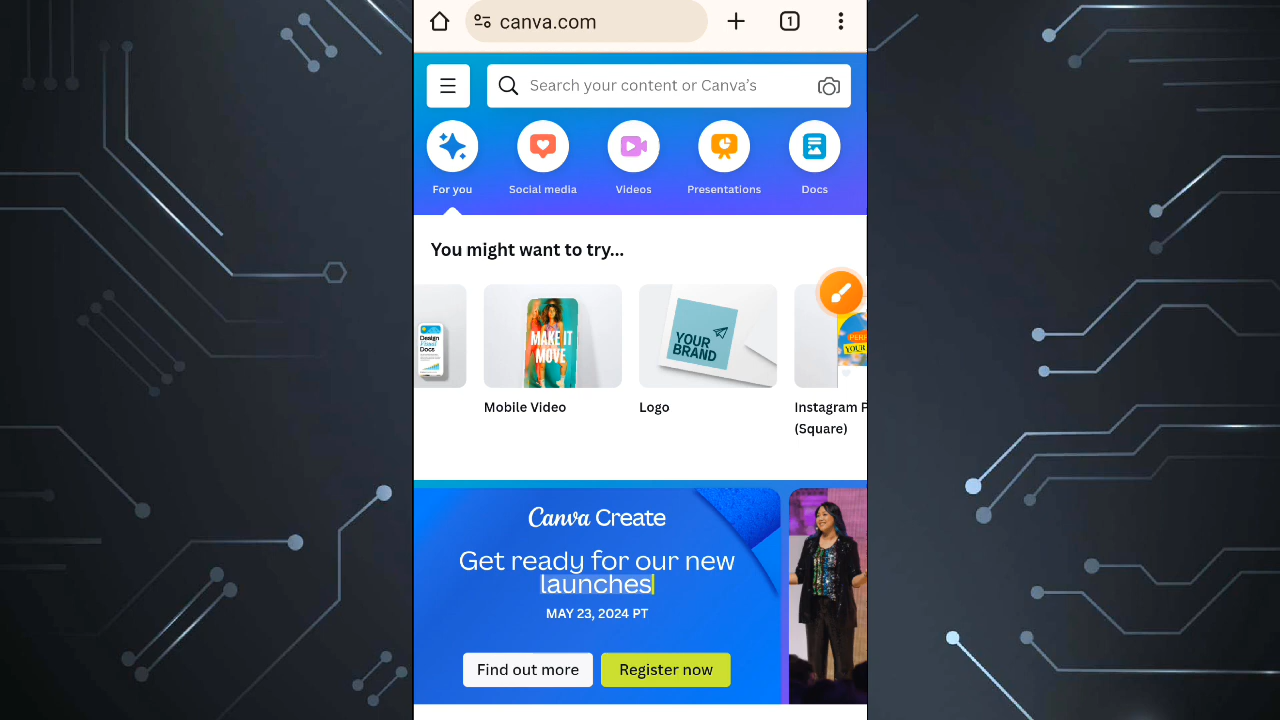 canva.com
1
Search your content or Canva's
For you
Social media
Videos
Presentations
Docs
You might want to try...
Design
Visual
Docs
MAKE IT
MOVE
YOUR
BRAND
Mobile Video
Logo
Instagram P
(Square)
Canva Create
Get ready for our new
launches
MAY 23, 2024 PT
Find out more
Register now